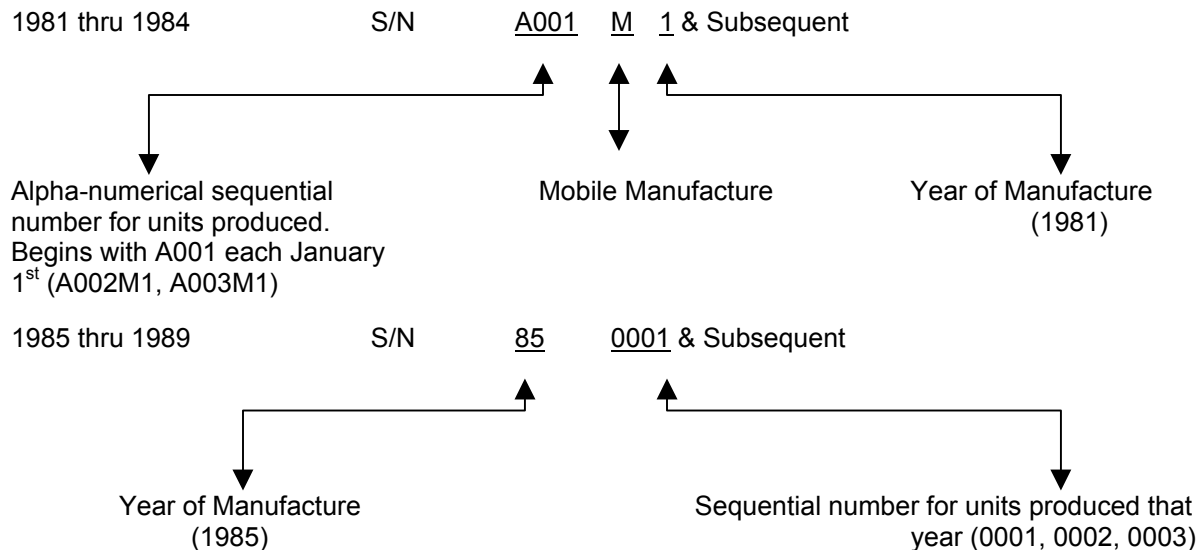 1981 thru 1984 S/N A001 M 1 & Subsequent
Alpha-numerical sequential
number for units produced.
Begins with A001 each January
1st (A002M1, A003M1)
Mobile Manufacture
Year of Manufacture
(1981)
1985 thru 1989 S/N 85 0001 & Subsequent
Year of Manufacture
(1985)
Sequential number for units produced that
year (0001, 0002, 0003)